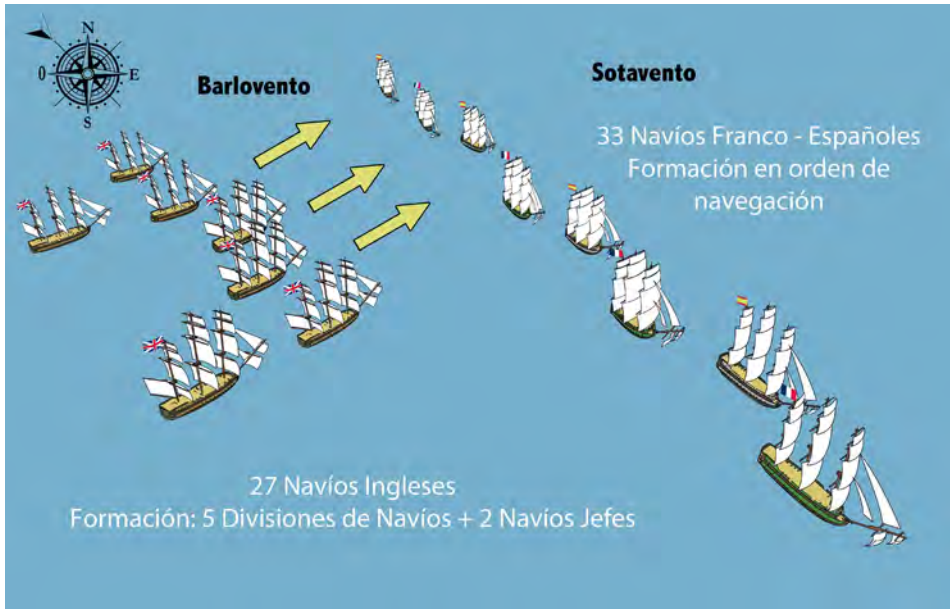 N
O
E
S
Barlovento
Sotavento
33 Navíos Franco - Españoles
Formación en orden de
navegación
27 Navíos Ingleses
Formación: 5 Divisiones de Navíos + 2 Navíos Jefes